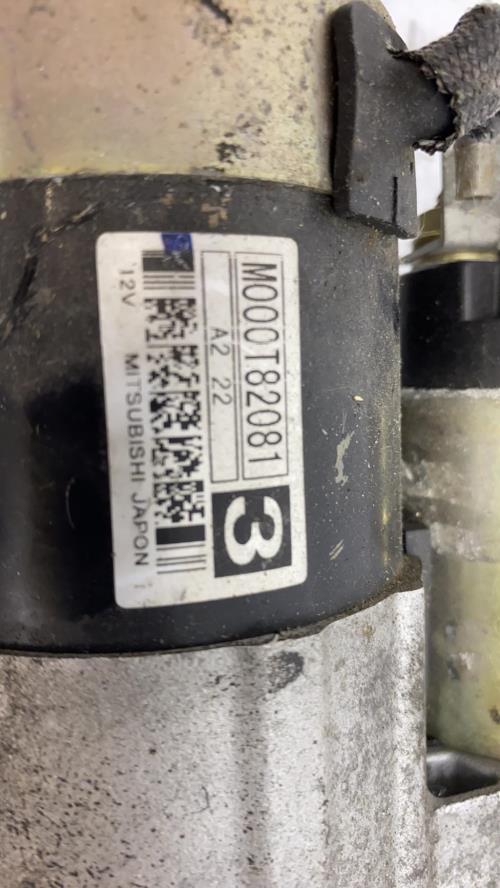 M000T82081
A2 22
3
12V MITSUBISHI JAPON